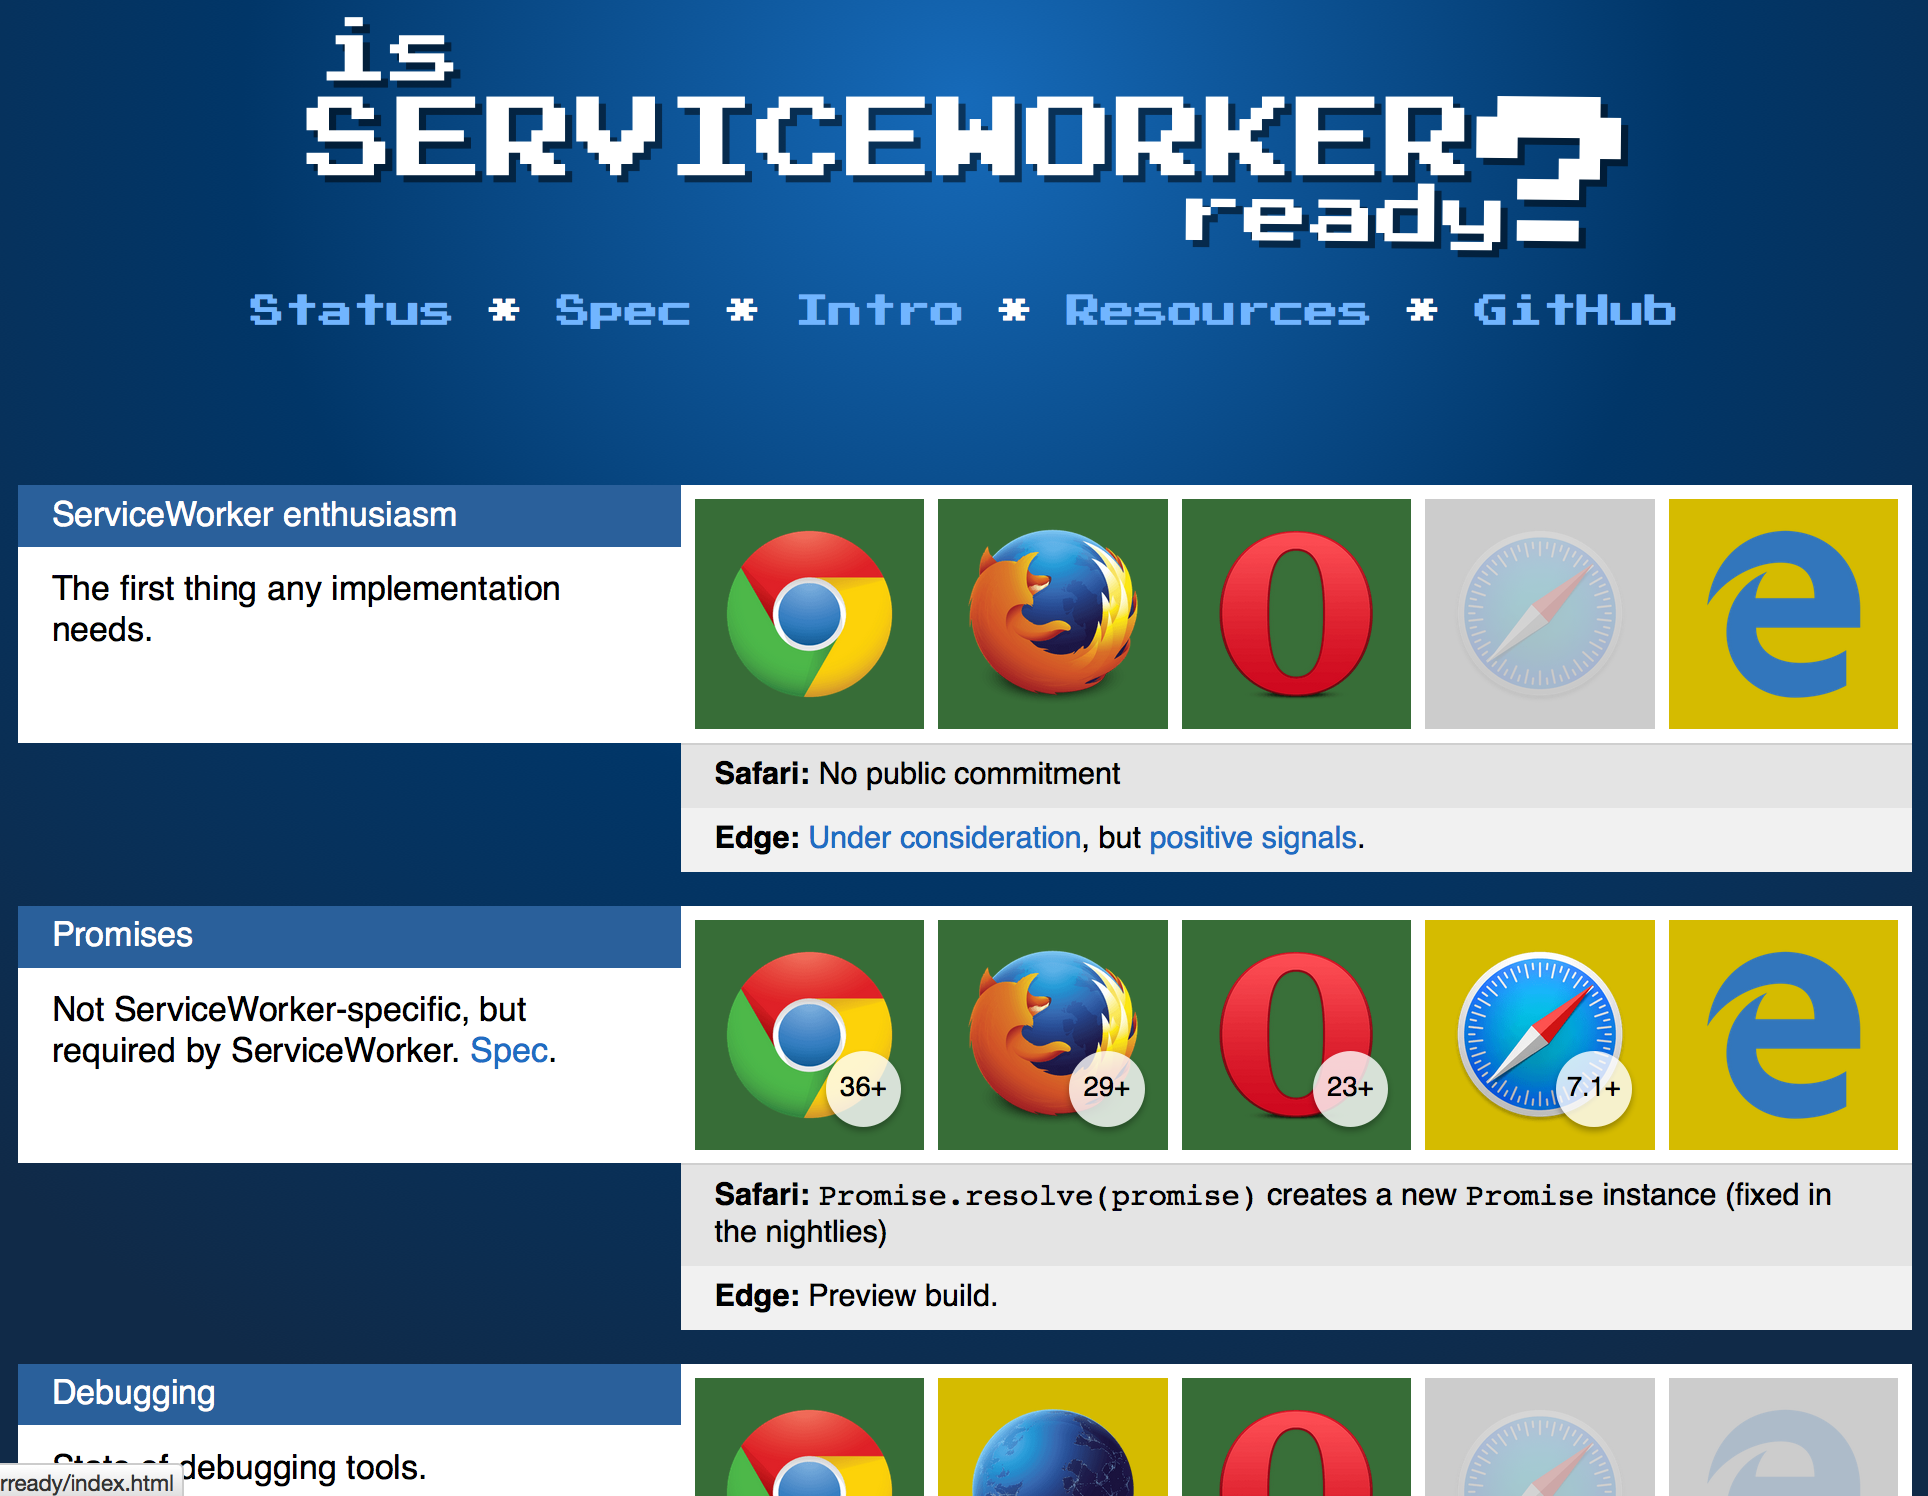 is
SERVICEWORKER
ready?
Status * Spec * Intro * Resources * GitHub
ServiceWorker enthusiasm
The first thing any implementation
needs.
Safari: No public commitment
Edge: Under consideration, but positive signals.
Promises
Not ServiceWorker-specific, but
required by ServiceWorker. Spec.
36+
29+
23+
7.1+
Safari: Promise.resolve(promise) creates a new Promise instance (fixed in
the nightlies)
Edge: Preview build.
Debugging
State of debugging tools.
rready/index.html